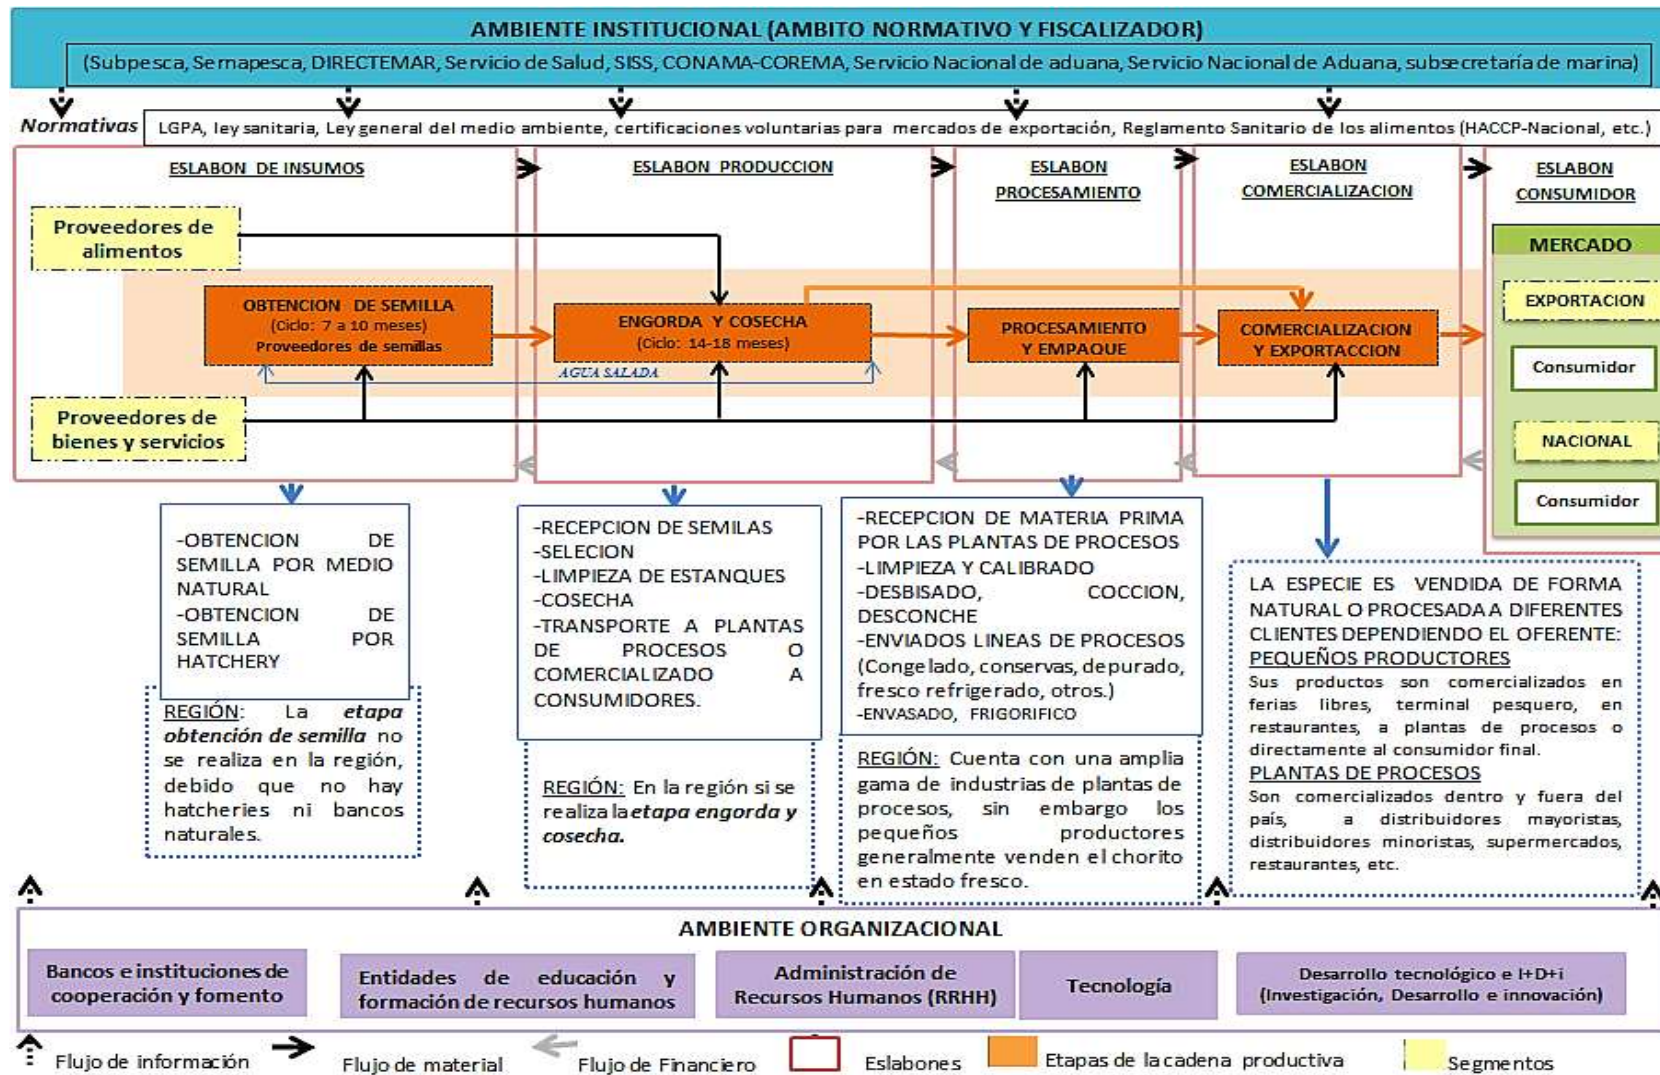 AMBIENTE INSTITUCIONAL (AMBITO NORMATIVO Y FISCALIZADOR)
(Subpesca, Sernapesca, DIRECTEMAR, Servicio de Salud, SISS, CONAMA-COREMA, Servicio Nacional de aduana, Servicio Nacional de Aduana, subsecretaría de marina)
Normativas
LGPA, ley sanitaria, Ley general del medio ambiente, certificaciones voluntarias para mercados de exportación, Reglamento Sanitario de los alimentos (HACCP-Nacional, etc.)
ESLABON DE INSUMOS
ESLABON PRODUCCION
ESLABON
PROCESAMIENTO
ESLABON
COMERCIALIZACION
ESLABON
CONSUMIDOR
Proveedores de
alimentos
OBTENCION DE SEMILLA
(Ciclo: 7 a 10 meses)
Proveedores de semillas
ENGORDA Y COSECHA
(Ciclo: 14-18 meses)
PROCESAMIENTO
Y EMPAQUE
COMERCIALIZACION
Y EXPORTACCION
AGUA SALADA
Proveedores de
bienes y servicios
MERCADO
EXPORTACION
Consumidor
NACIONAL
Consumidor
-OBTENCION DE
SEMILLA POR MEDIO
NATURAL
-OBTENCION DE
SEMILLA POR
HATCHERY
REGIÓN: La etapa
obtención de semilla no
se realiza en la región,
debido que no hay
hatcheries ni bancos
naturales.
-RECEPCION DE SEMILAS
-SELECION
-LIMPIEZA DE ESTANQUES
-COSECHA
-TRANSPORTE A PLANTAS
DE PROCESOS O
COMERCIALIZADO A
CONSUMIDORES.
REGIÓN: En la región si se
realiza la etapa engorda y
cosecha.
-RECEPCION DE MATERIA PRIMA
POR LAS PLANTAS DE PROCESOS
-LIMPIEZA Y CALIBRADO
-DESBISADO, COCCION,
DESCONCHE
-ENVIADOS LINEAS DE PROCESOS
(Congelado, conservas, depurado,
fresco refrigerado, otros.)
-ENVASADO, FRIGORIFICO
REGIÓN: Cuenta con una amplia
gama de industrias de plantas de
procesos, sin embargo los
pequeños productores
generalmente venden el chorito
en estado fresco.
LA ESPECIE ES VENDIDA DE FORMA
NATURAL O PROCESADA A DIFERENTES
CLIENTES DEPENDIENDO EL OFERENTE:
PEQUEÑOS PRODUCTORES
Sus productos son comercializados en
ferias libres, terminal pesquero, en
restaurantes, a plantas de procesos o
directamente al consumidor final.
PLANTAS DE PROCESOS
Son comercializados dentro y fuera del
país, a distribuidores mayoristas,
distribuidores minoristas, supermercados,
restaurantes, etc.
AMBIENTE ORGANIZACIONAL
Bancos e instituciones de
cooperación y fomento
Entidades de educación y
formación de recursos humanos
Administración de
Recursos Humanos (RRHH)
Tecnología
Desarrollo tecnológico e I+D+i
(Investigación, Desarrollo e innovación)
Flujo de información
Flujo de material
Flujo de Financiero
Eslabones
Etapas de la cadena productiva
Segmentos